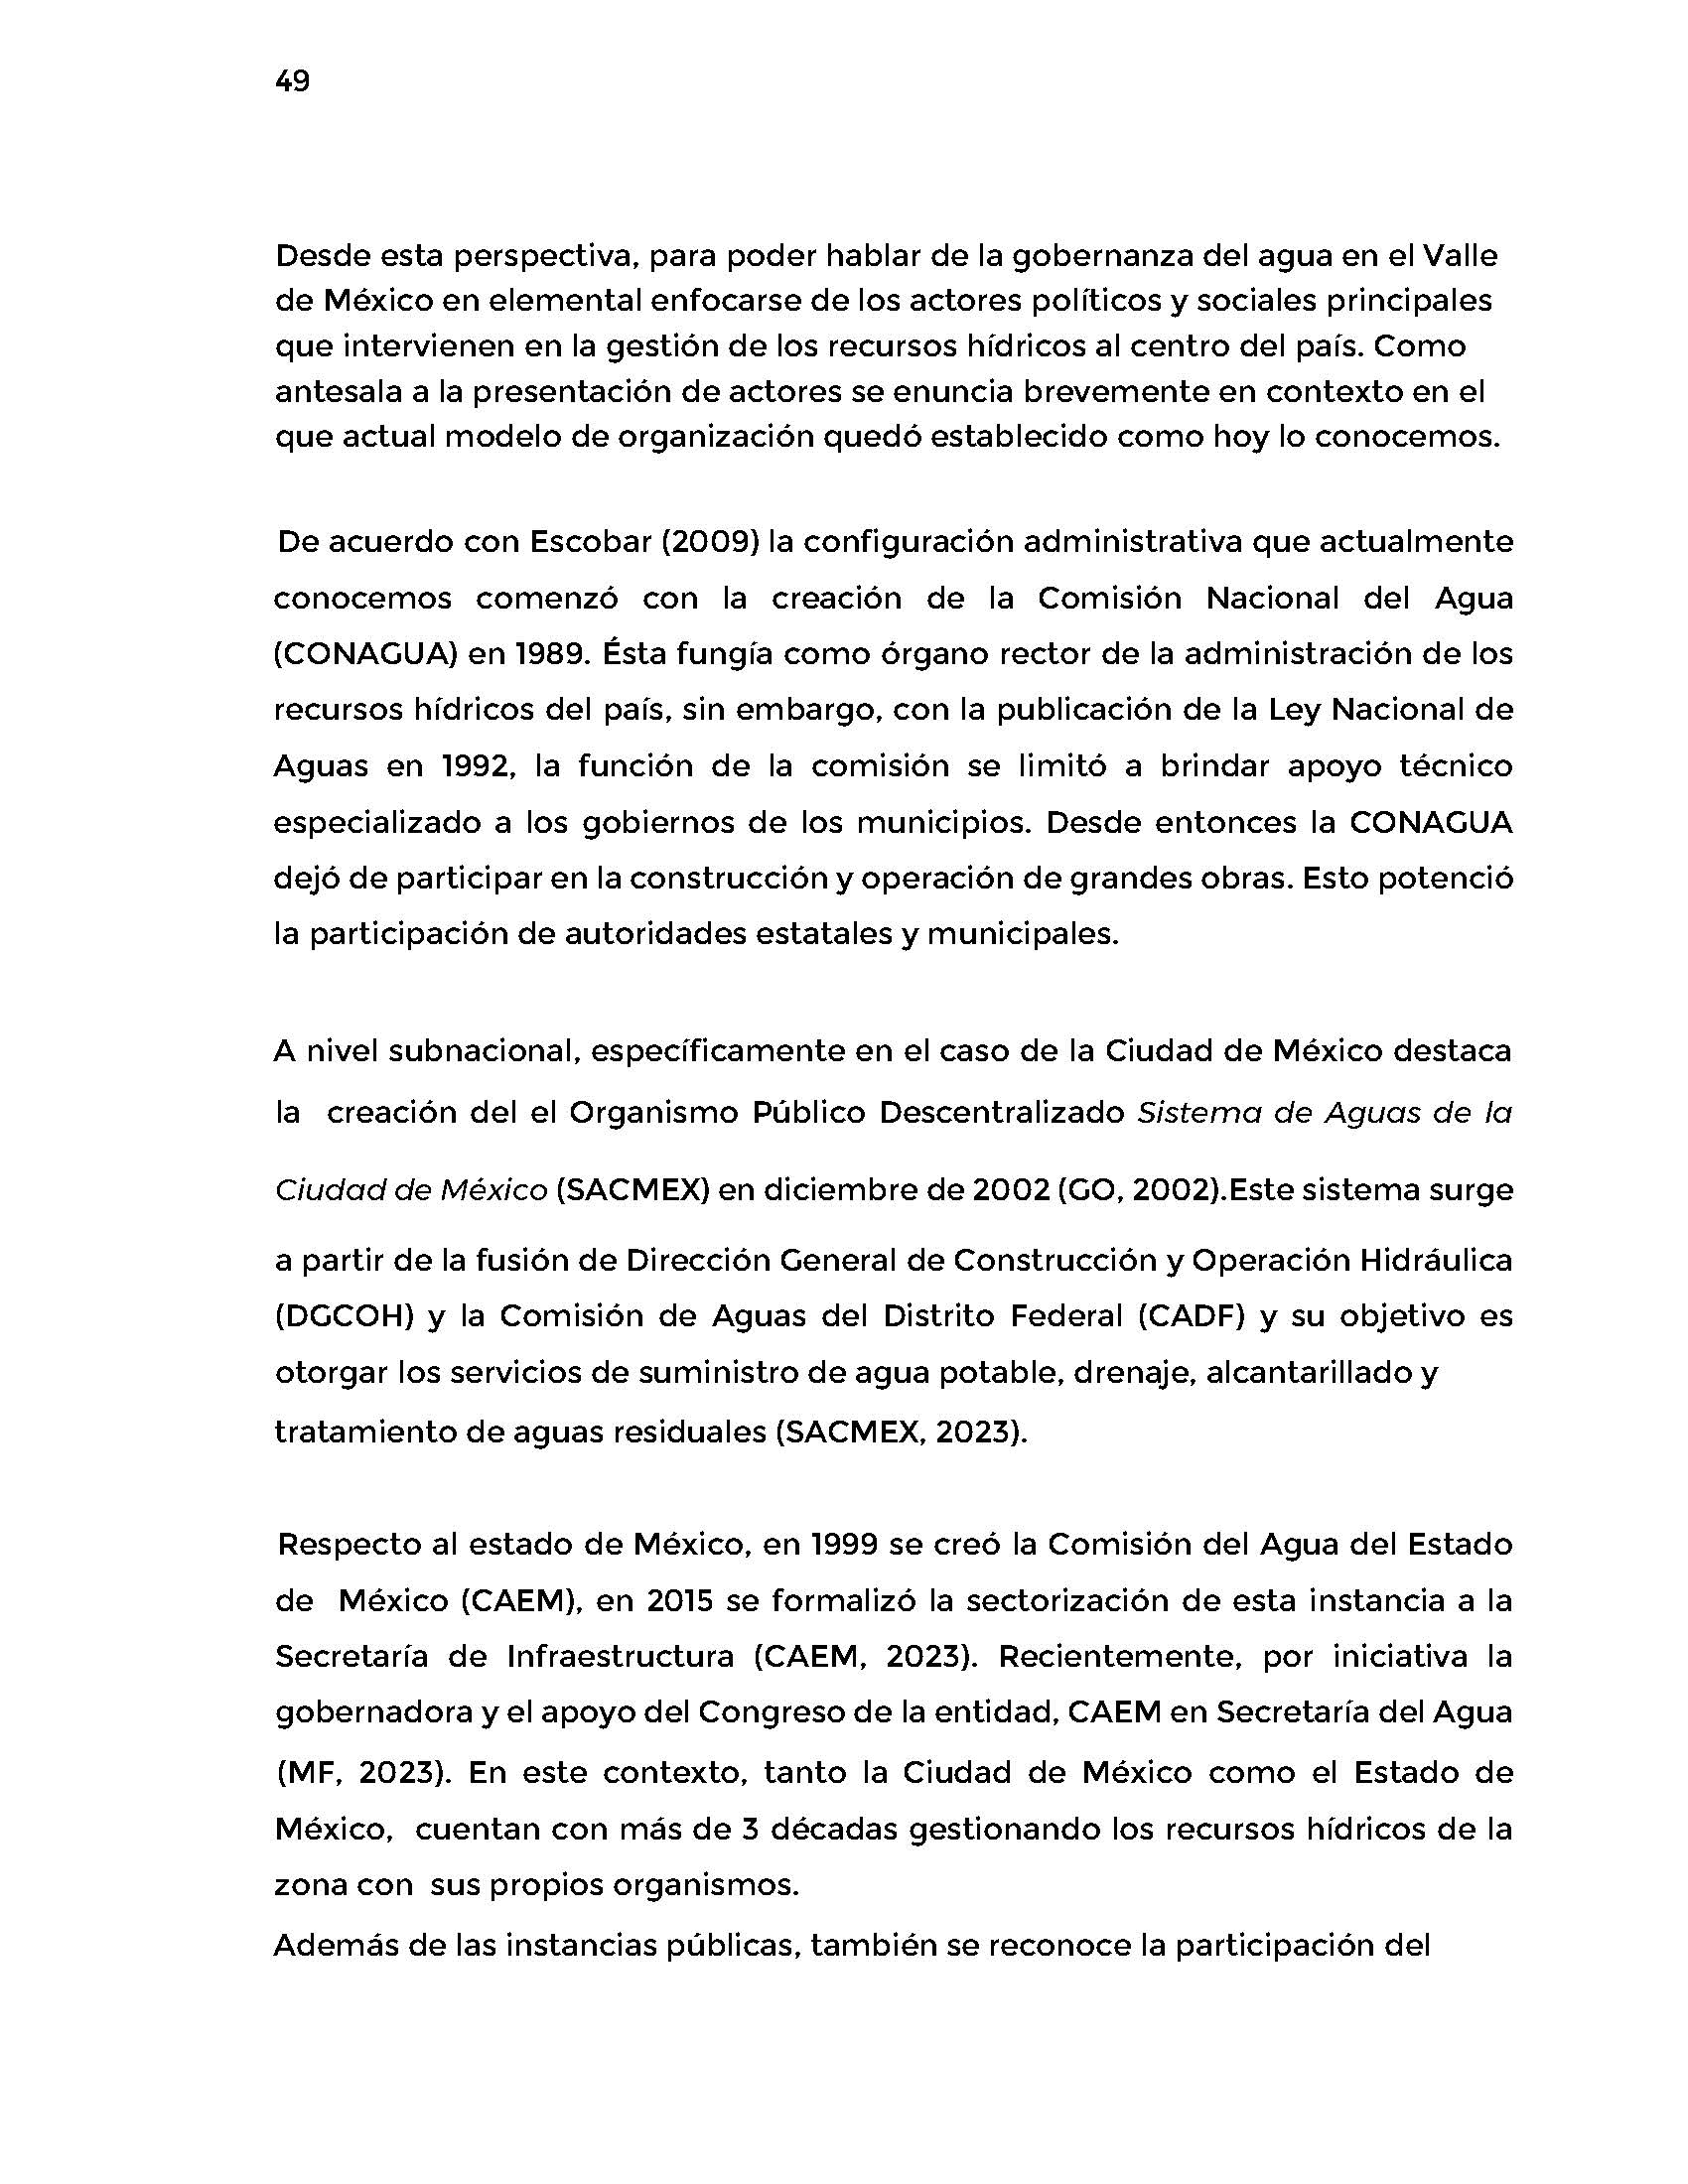 49
Desde esta perspectiva, para poder hablar de la gobernanza del agua en el Valle
de México en elemental enfocarse de los actores políticos y sociales principales
que intervienen en la gestión de los recursos hídricos al centro del país. Como
antesala a la presentación de actores se enuncia brevemente en contexto en el
que actual modelo de organización quedó establecido como hoy lo conocemos.
De acuerdo con Escobar (2009) la configuración administrativa que actualmente
conocemos comenzó con la creación de la Comisión Nacional del Agua
(CONAGUA) en 1989. Ésta fungía como órgano rector de la administración de los
recursos hídricos del país, sin embargo, con la publicación de la Ley Nacional de
Aguas en 1992, la función de la comisión se limitó a brindar apoyo técnico
especializado a los gobiernos de los municipios. Desde entonces la CONAGUA
dejó de participar en la construcción y operación de grandes obras. Esto potenció
la participación de autoridades estatales y municipales.
A nivel subnacional, específicamente en el caso de la Ciudad de México destaca
la creación del el Organismo Público Descentralizado Sistema de Aguas de la
Ciudad de México (SACMEX) en diciembre de 2002 (GO, 2002).Este sistema surge
a partir de la fusión de Dirección General de Construcción y Operación Hidráulica
(DGCOH) y la Comisión de Aguas del Distrito Federal (CADF) y su objetivo es
otorgar los servicios de suministro de agua potable, drenaje, alcantarillado y
tratamiento de aguas residuales (SACMEX, 2023).
Respecto al estado de México, en 1999 se creó la Comisión del Agua del Estado
de México (CAEM), en 2015 se formalizó la sectorización de esta instancia a la
Secretaría de Infraestructura (CAEM, 2023). Recientemente, por iniciativa la
gobernadora y el apoyo del Congreso de la entidad, CAEM en Secretaría del Agua
(MF, 2023). En este contexto, tanto la Ciudad de México como el Estado de
México, cuentan con más de 3 décadas gestionando los recursos hídricos de la
zona con sus propios organismos.
Además de las instancias públicas, también se reconoce la participación del